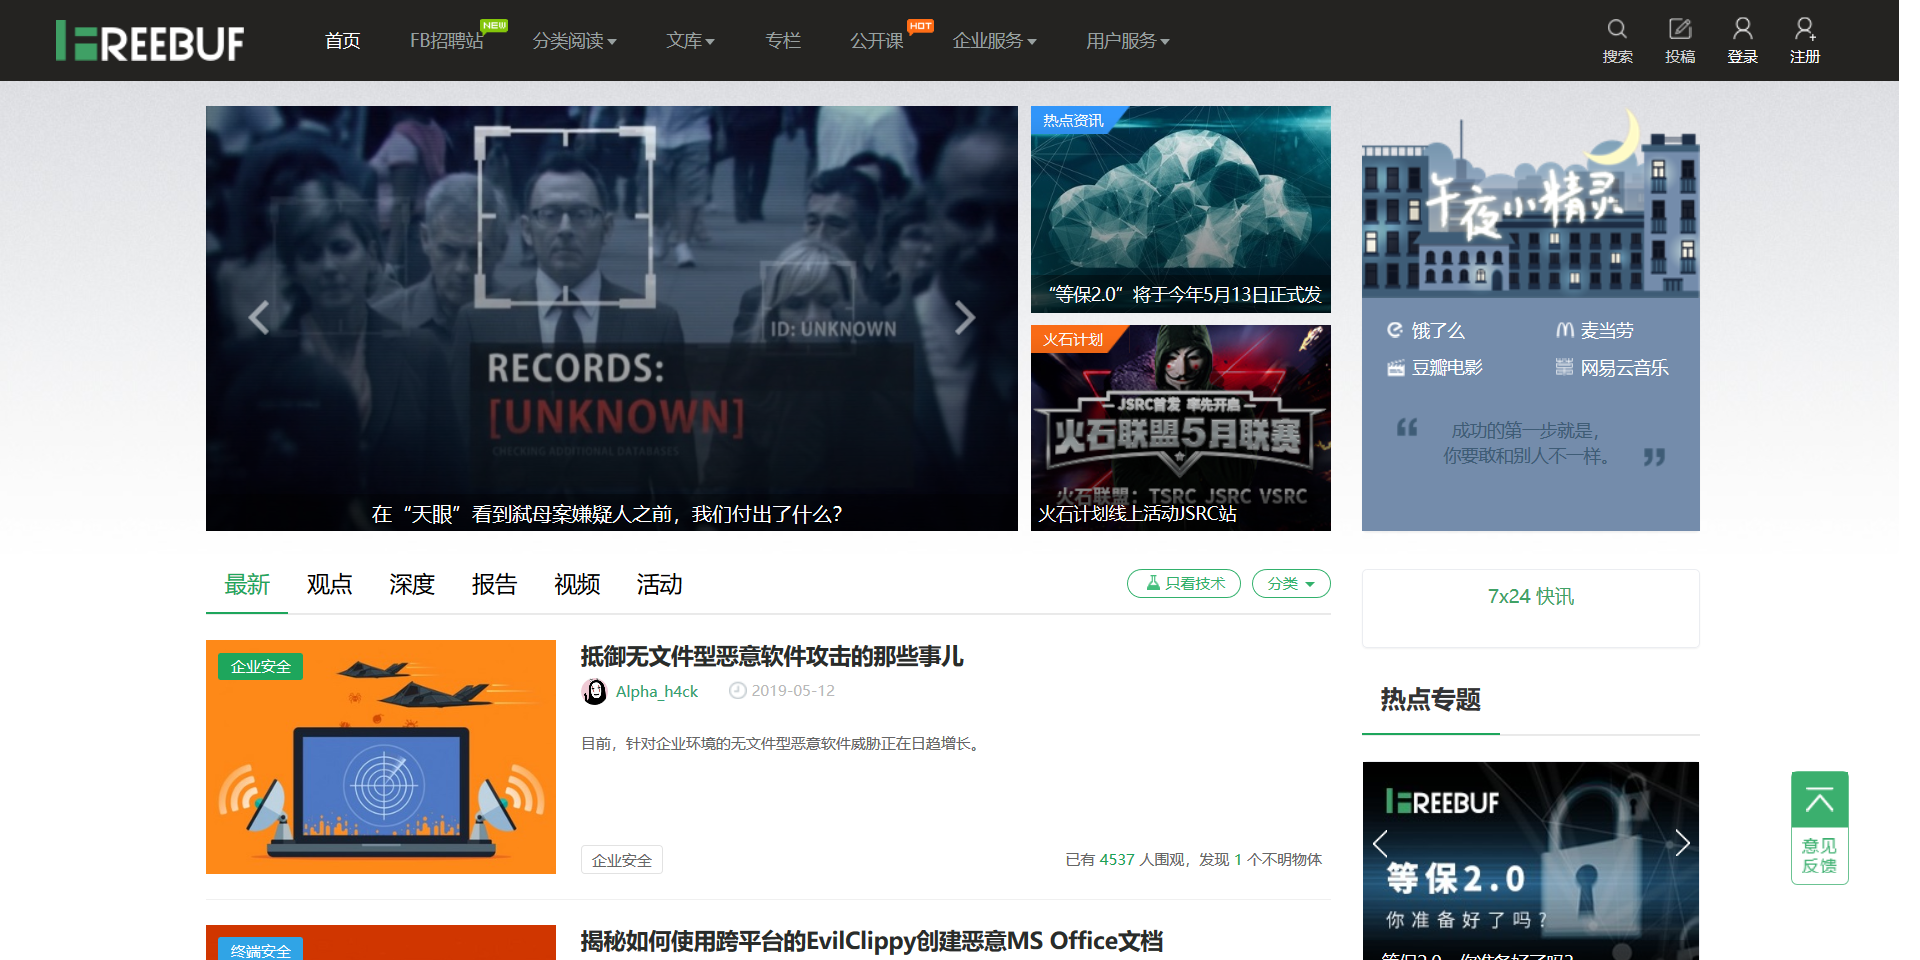 FREEBUF
首页
FB招聘站
NEW
分类阅读
文库
专栏
公开课
HOT
企业服务
用户服务
搜索
投稿
登录
注册
ID: UNKNOWN
RECORDS:
[UNKNOWN]
CHECKING ADDITIONAL DATABASES
在“天眼”看到弑母案嫌疑人之前，我们付出了什么？
热点资讯
“等保2.0”将于今年5月13日正式发
火石计划
JSRC首发 率先开启
火石联盟5月联赛
火石联盟：TSRC JSRC VSRC
火石计划线上活动JSRC站
午夜小精灵
饿了么
麦当劳
豆瓣电影
网易云音乐
“ 成功的第一步就是，
你要敢和别人不一样。 ”
最新
观点
深度
报告
视频
活动
只看技术
分类
7x24 快讯
企业安全
抵御无文件型恶意软件攻击的那些事儿
Alpha_h4ck
2019-05-12
目前，针对企业环境的无文件型恶意软件威胁正在日趋增长。
企业安全
已有 4537 人围观，发现 1 个不明物体
热点专题
FREEBUF
等保2.0
你准备好了吗？
等保2.0，你准备好了吗？
意见
反馈
终端安全
揭秘如何使用跨平台的EvilClippy创建恶意MS Office文档